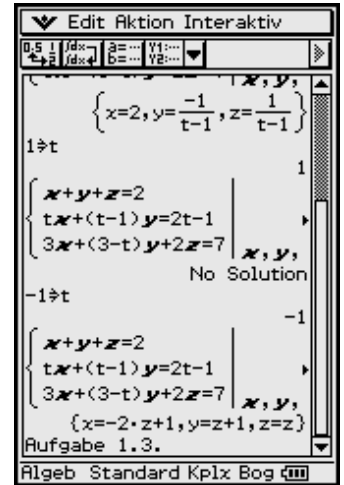 Edit Aktion Interaktiv
{x=2,y=-1/(t-1),z=1/(t-1)}
1⇒t
1
x+y+z=2
tx+(t-1)y=2t-1
3x+(3-t)y+2z=7 | x,y,
No Solution
-1⇒t
-1
x+y+z=2
tx+(t-1)y=2t-1
3x+(3-t)y+2z=7 | x,y,
{x=-2·z+1,y=z+1,z=z}
Aufgabe 1.3.
Algeb Standard Kplx Bog